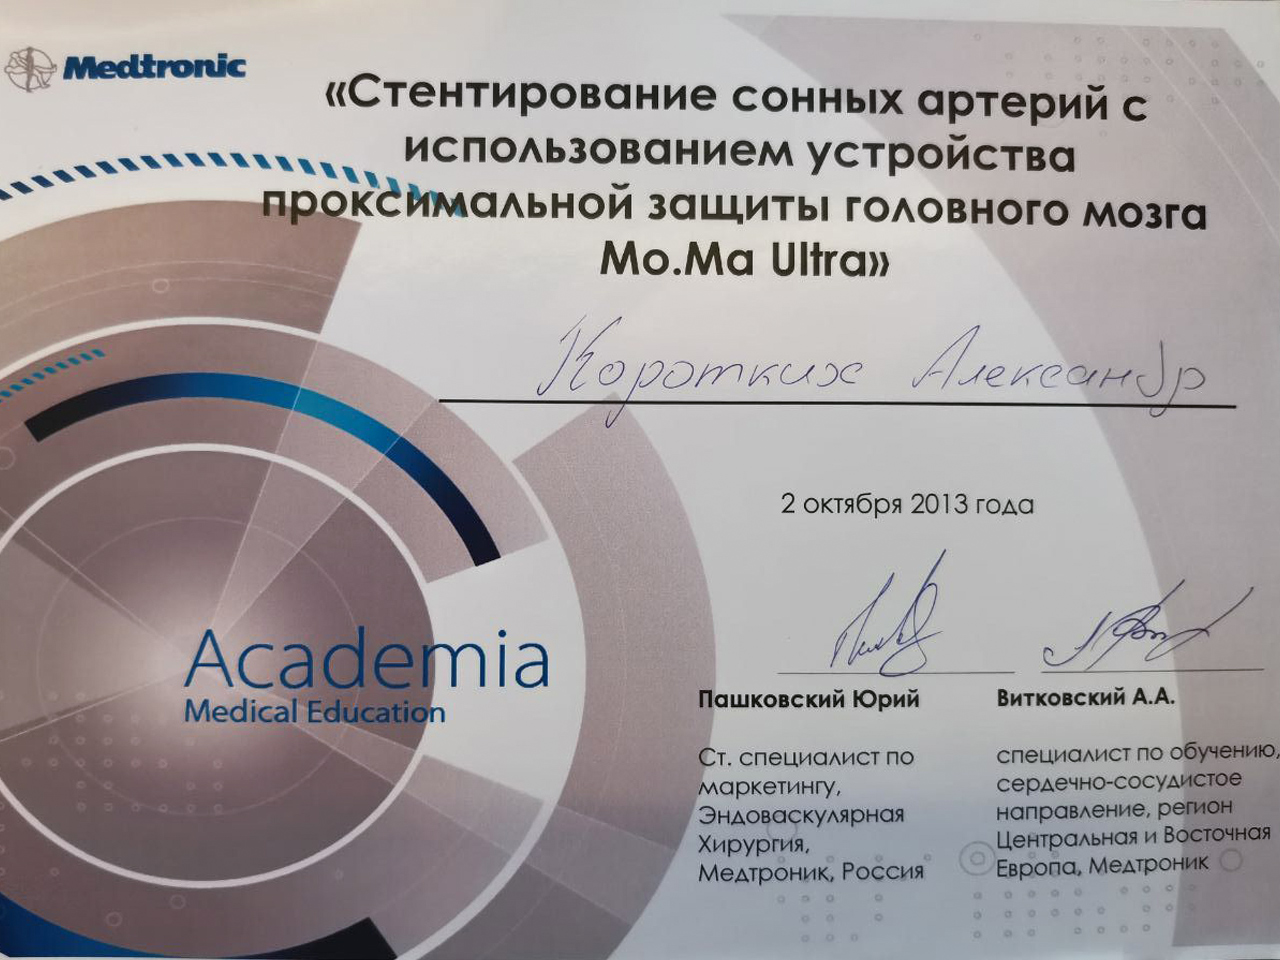 Medtronic
«Стентирование сонных артерий с
использованием устройства
проксимальной защиты головного мозга
Mo.Ma Ultra»
Коротких Александр
2 октября 2013 года
Academia
Medical Education
Пашковский Юрий
Ст. специалист по
маркетингу,
Эндоваскулярная
Хирургия,
Медтроник, Россия
Витковский А.А.
специалист по обучению,
сердечно-сосудистое
направление, регион
Центральная и Восточная
Европа, Медтроник